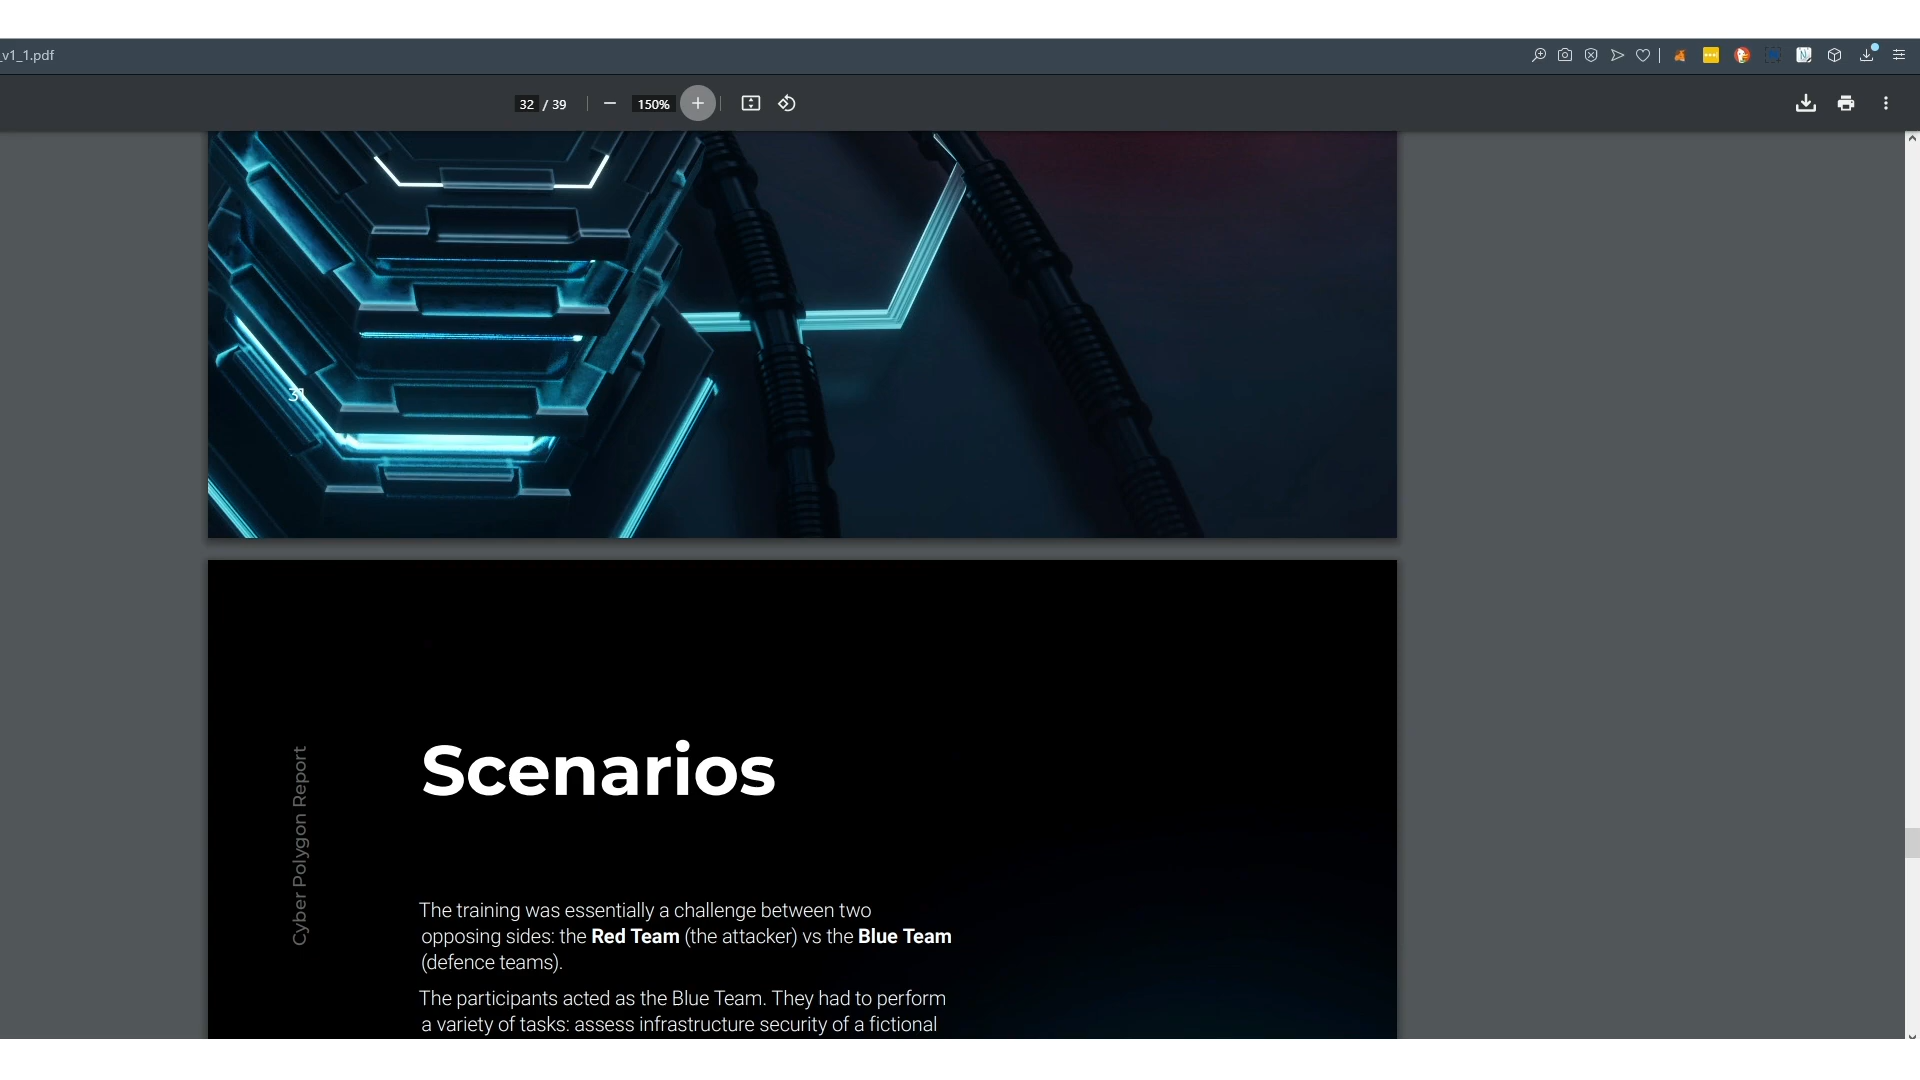 _v1_1.pdf
32 / 39
150%
31
Cyber Polygon Report
Scenarios
The training was essentially a challenge between two
opposing sides: the Red Team (the attacker) vs the Blue Team
(defence teams).
The participants acted as the Blue Team. They had to perform
a variety of tasks: assess infrastructure security of a fictional